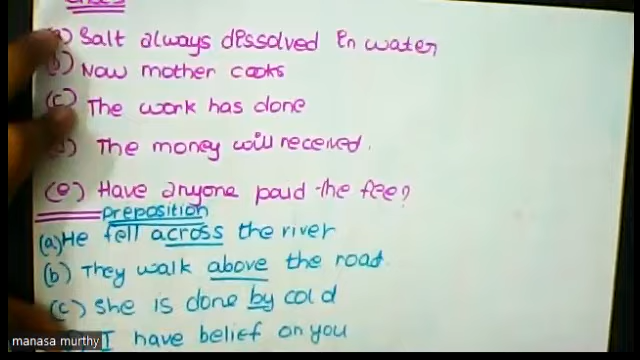 (a) Salt always dissolved in water
(b) Now mother cooks
(c) The work has done
(d) The money will received.
(e) Have anyone paid the fee?
preposition
(a) He fell across the river
(b) They walk above the road.
(c) She is done by cold
I have belief on you
manasa murthy